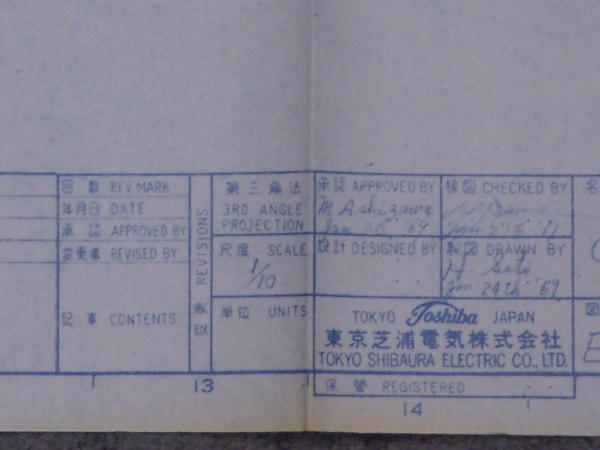 回数 REV. MARK
年月日 DATE
承認 APPROVED BY
変更者 REVISED BY
記事 CONTENTS
REVISIONS
第三角法
3RD ANGLE
PROJECTION
尺度 SCALE
1/10
単位 UNITS
承認 APPROVED BY
M. Ashizawa
検図 CHECKED BY
設計 DESIGNED BY
製図 DRAWN BY
H. Sato
Jan 24th '69
TOKYO Toshiba JAPAN
東京芝浦電気株式会社
TOKYO SHIBAURA ELECTRIC CO., LTD.
保管 REGISTERED
13
14
名
図